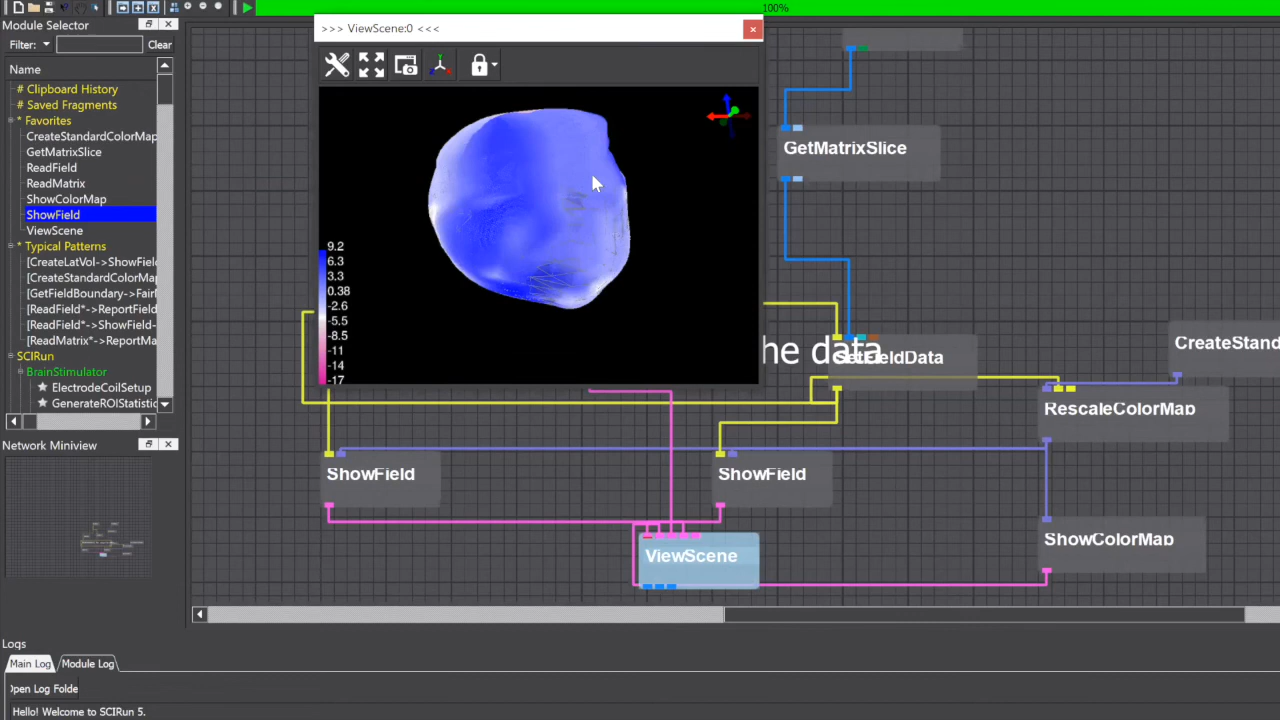 100%
Module Selector
>>> ViewScene:0 <<<
Filter:
Clear
Name
# Clipboard History
# Saved Fragments
* Favorites
CreateStandardColorMap
GetMatrixSlice
ReadField
ReadMatrix
ShowColorMap
ShowField
ViewScene
* Typical Patterns
[CreateLatVol->ShowField
[CreateStandardColorMap
[GetFieldBoundary->Fair
[ReadField*->ReportField
[ReadField*->ShowField-
[ReadMatrix*->ReportMa
SCIRun
BrainStimulator
ElectrodeCoilSetup
GenerateROIStatistic
9.2
6.3
3.3
0.38
-2.6
-5.5
-8.5
-11
-14
-17
GetMatrixSlice
he data
FieldData
CreateStand
RescaleColorMap
ShowField
ShowField
ViewScene
ShowColorMap
Network Miniview
Logs
Main Log
Module Log
Open Log Folde
Hello! Welcome to SCIRun 5.